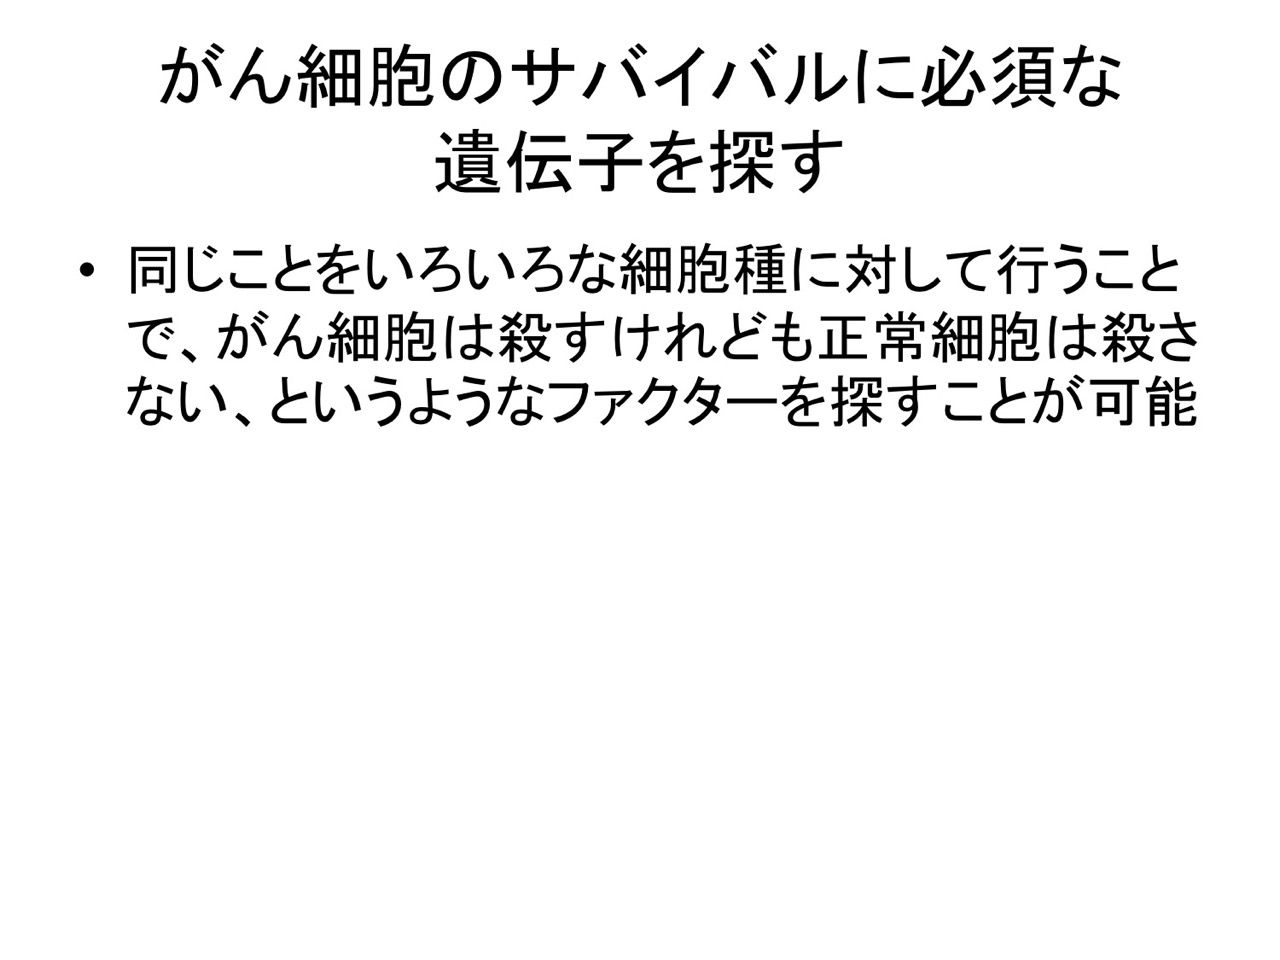 がん細胞のサバイバルに必須な
遺伝子を探す
• 同じことをいろいろな細胞種に対して行うこと
で、がん細胞は殺すけれども正常細胞は殺さ
ない、というようなファクターを探すことが可能